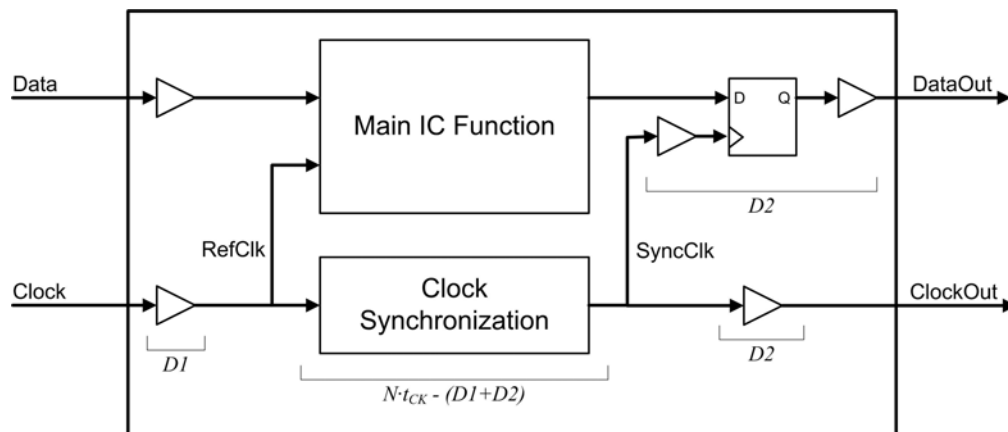 Data
Main IC Function
D Q
DataOut
D2
RefClk
SyncClk
Clock
Clock
Synchronization
ClockOut
D1
D2
N·tCK - (D1+D2)